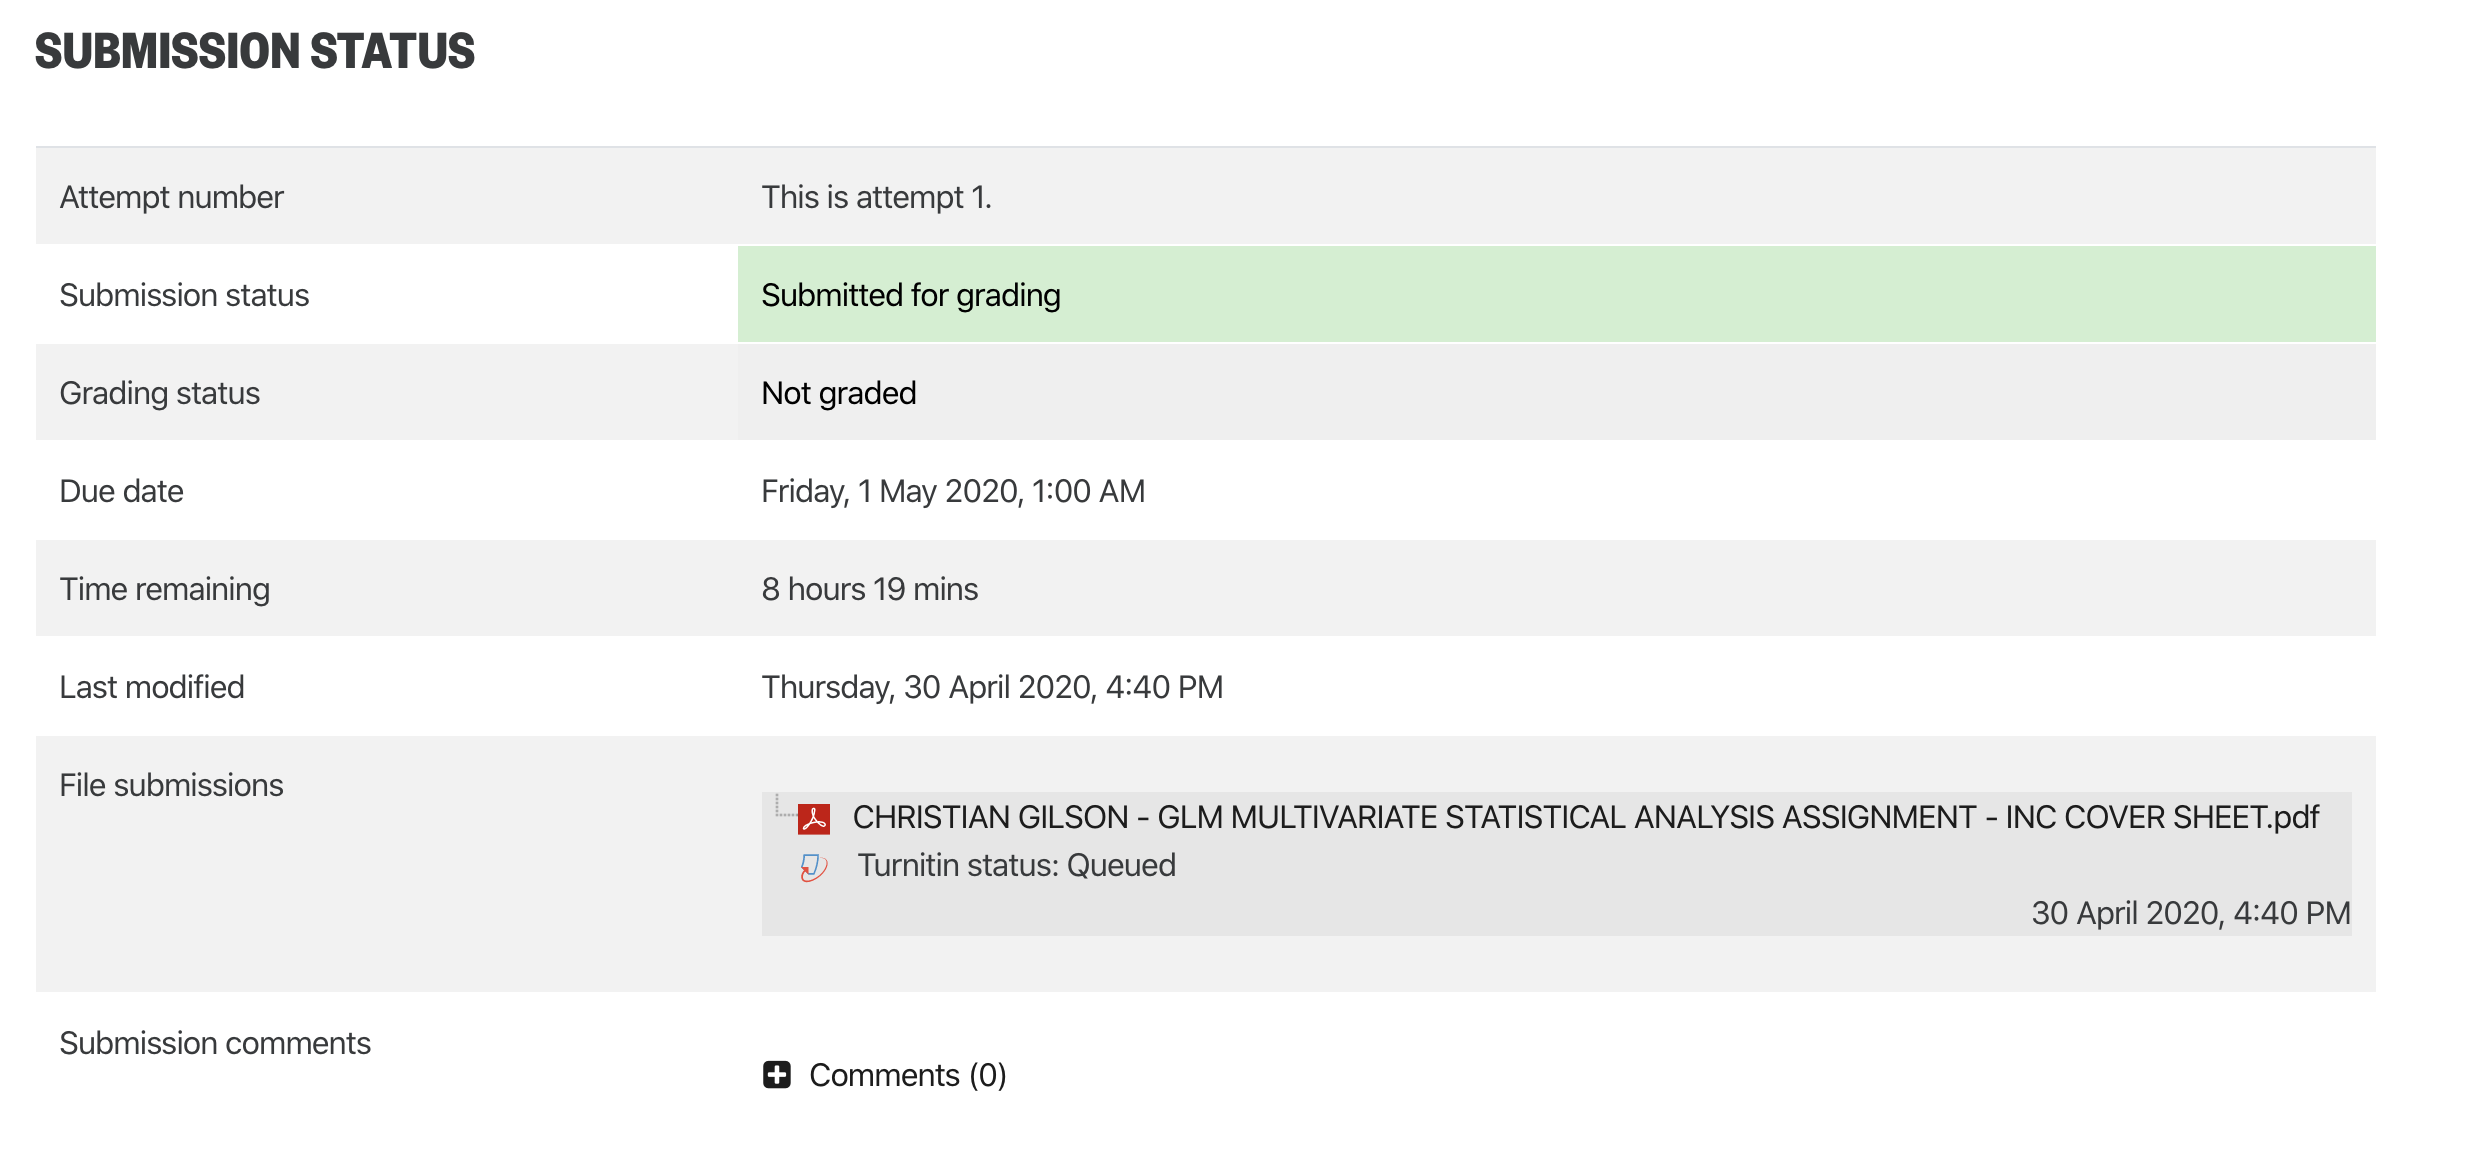 SUBMISSION STATUS
Attempt number This is attempt 1.
Submission status Submitted for grading
Grading status Not graded
Due date Friday, 1 May 2020, 1:00 AM
Time remaining 8 hours 19 mins
Last modified Thursday, 30 April 2020, 4:40 PM
File submissions
CHRISTIAN GILSON - GLM MULTIVARIATE STATISTICAL ANALYSIS ASSIGNMENT - INC COVER SHEET.pdf
Turnitin status: Queued
30 April 2020, 4:40 PM
Submission comments
Comments (0)